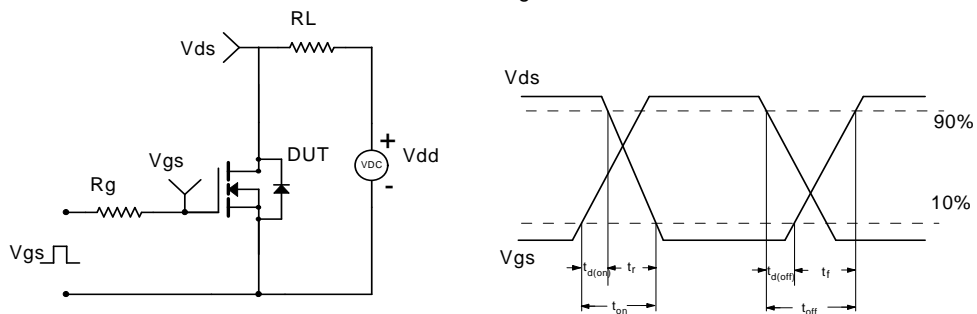 g
RL
Vds
Vgs
DUT
Rg
+
VDC
Vdd
-
Vgs
Vds
90%
10%
Vgs
td(on)
tr
ton
td(off)
tf
toff